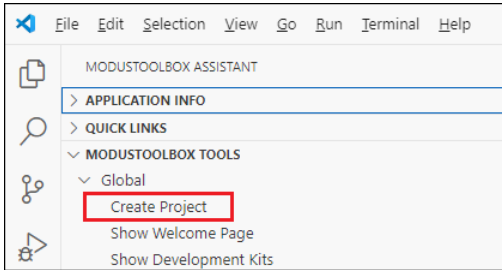 File Edit Selection View Go Run Terminal Help
MODUSTOOLBOX ASSISTANT
APPLICATION INFO
QUICK LINKS
MODUSTOOLBOX TOOLS
Global
Create Project
Show Welcome Page
Show Development Kits